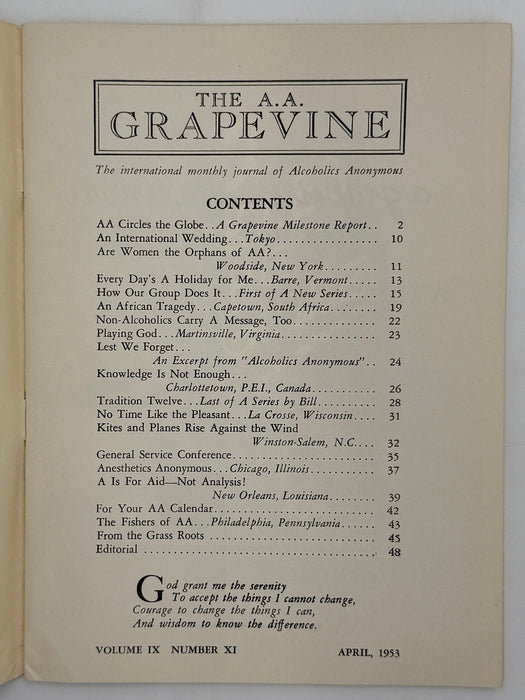 THE A.A.
GRAPEVINE
The international monthly journal of Alcoholics Anonymous
CONTENTS
AA Circles the Globe..A Grapevine Milestone Report.. 2
An International Wedding...Tokyo................. 10
Are Women the Orphans of AA?...
Woodside, New York......... 11
Every Day's A Holiday for Me...Barre, Vermont..... 13
How Our Group Does It...First of A New Series..... 15
An African Tragedy...Capetown, South Africa....... 19
Non-Alcoholics Carry A Message, Too............... 22
Playing God...Martinsville, Virginia.............. 23
Lest We Forget...
An Excerpt from "Alcoholics Anonymous".. 24
Knowledge Is Not Enough...
Charlottetown, P.E.I., Canada........... 26
Tradition Twelve...Last of A Series by Bill....... 28
No Time Like the Pleasant...La Crosse, Wisconsin.... 31
Kites and Planes Rise Against the Wind
Winston-Salem, N.C.... 32
General Service Conference........................ 35
Anesthetics Anonymous...Chicago, Illinois........... 37
A Is For Aid—Not Analysis!
New Orleans, Louisiana........ 39
For Your AA Calendar............................. 42
The Fishers of AA...Philadelphia, Pennsylvania...... 43
From the Grass Roots ............................ 45
Editorial ....................................... 48
God grant me the serenity
To accept the things I cannot change,
Courage to change the things I can,
And wisdom to know the difference.
VOLUME IX NUMBER XI APRIL, 1953